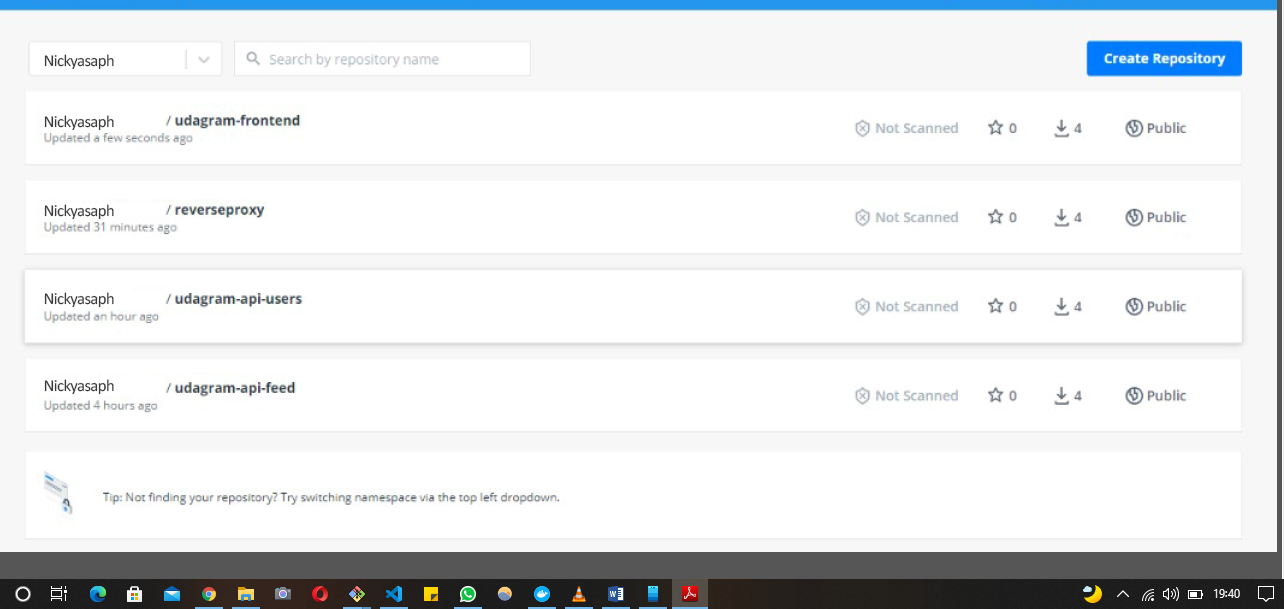 Nickyasaph
Search by repository name
Create Repository
Nickyasaph / udagram-frontend
Updated a few seconds ago
Not Scanned
0
4
Public
Nickyasaph / reverseproxy
Updated 31 minutes ago
Not Scanned
0
4
Public
Nickyasaph / udagram-api-users
Updated an hour ago
Not Scanned
0
4
Public
Nickyasaph / udagram-api-feed
Updated 4 hours ago
Not Scanned
0
4
Public
Tip: Not finding your repository? Try switching namespace via the top left dropdown.
19:40